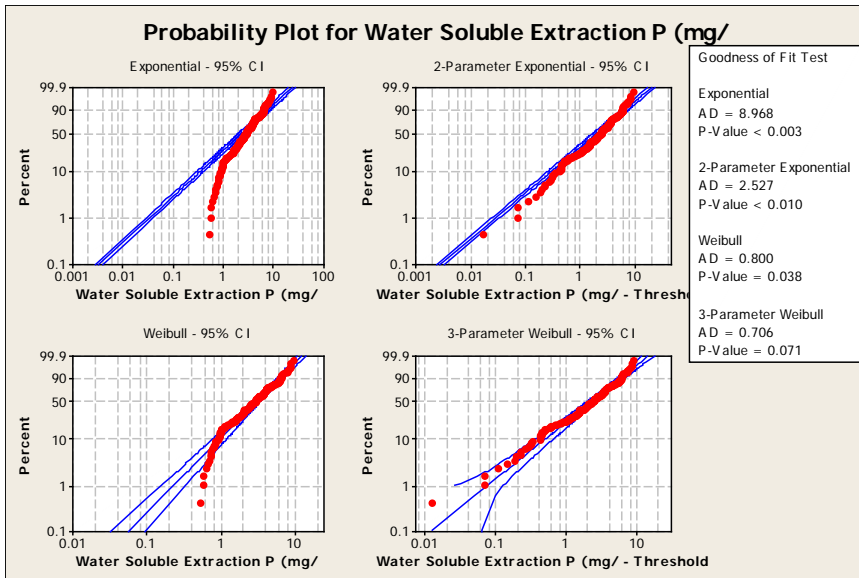 Probability Plot for Water Soluble Extraction P (mg/
Exponential - 95% CI
99.9
90
50
10
1
0.1
Percent
0.001
0.01
0.1
1
10
100
Water Soluble Extraction P (mg/
2-Parameter Exponential - 95% CI
99.9
90
50
10
1
0.1
Percent
0.001
0.01
0.1
1
10
Water Soluble Extraction P (mg/ - Thresho
Weibull - 95% CI
99.9
90
50
10
1
0.1
Percent
0.01
0.1
1
10
Water Soluble Extraction P (mg/
3-Parameter Weibull - 95% CI
99.9
90
50
10
1
0.1
Percent
0.01
0.1
1
10
Water Soluble Extraction P (mg/ - Threshold
Goodness of Fit Test
Exponential
AD = 8.968
P-Value < 0.003
2-Parameter Exponential
AD = 2.527
P-Value < 0.010
Weibull
AD = 0.800
P-Value = 0.038
3-Parameter Weibull
AD = 0.706
P-Value = 0.071